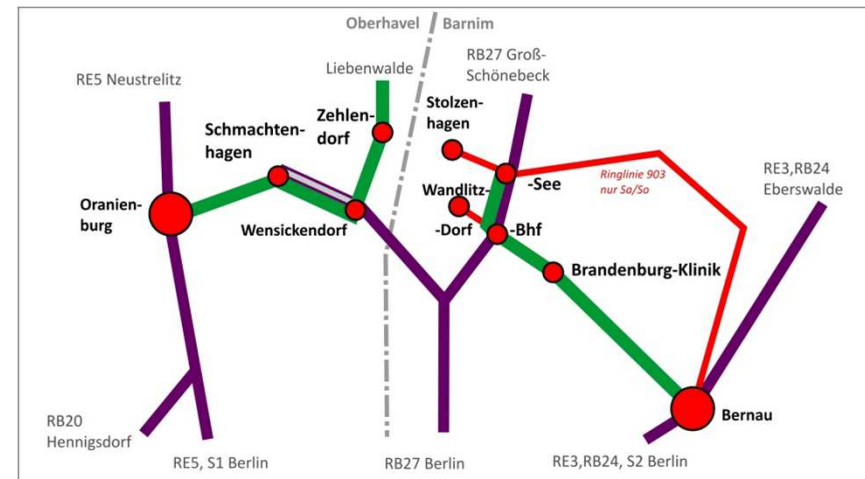 Oberhavel Barnim
RE5 Neustrelitz
Liebenwalde
RB27 Groß-
Schönebeck
Zehlen-
dorf
Stolzen-
hagen
Schmachten-
hagen
Ringlinie 903
nur Sa/So
RE3,RB24
Eberswalde
-See
Wandlitz-
Oranien-
burg
Wensickendorf
-Dorf
-Bhf
Brandenburg-Klinik
Bernau
RB20
Hennigsdorf
RE5, S1 Berlin
RB27 Berlin
RE3,RB24, S2 Berlin